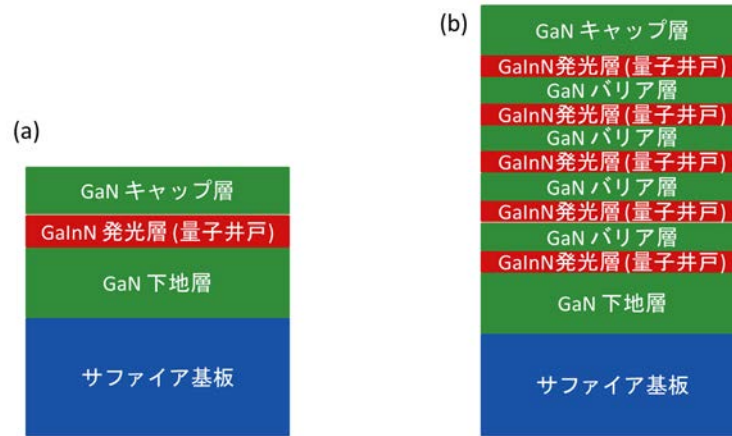 (a)
GaN キャップ層
GaInN 発光層 (量子井戸)
GaN 下地層
サファイア基板
(b)
GaN キャップ層
GaInN発光層 (量子井戸)
GaN バリア層
GaInN発光層 (量子井戸)
GaN バリア層
GaInN発光層 (量子井戸)
GaN バリア層
GaInN発光層 (量子井戸)
GaN バリア層
GaInN発光層 (量子井戸)
GaN 下地層
サファイア基板